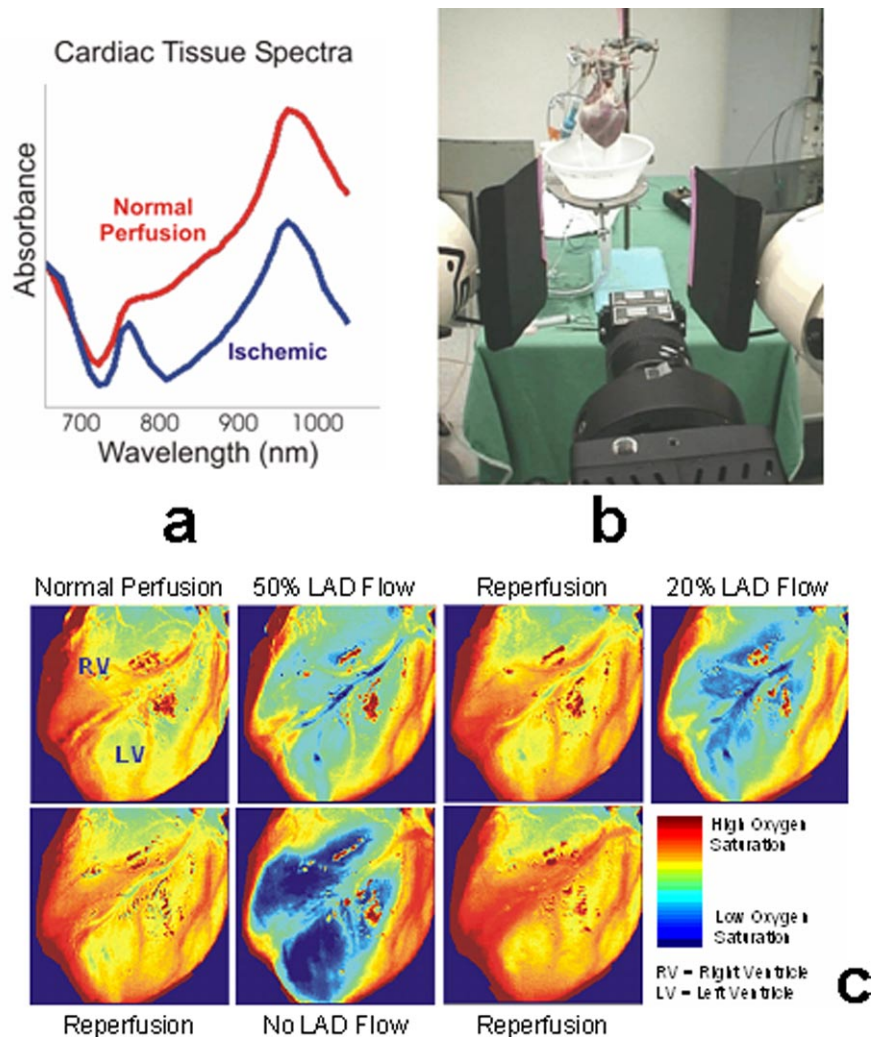 Cardiac Tissue Spectra
Absorbance
Normal
Perfusion
Ischemic
700 800 900 1000
Wavelength (nm)
a
b
Normal Perfusion 50% LAD Flow Reperfusion 20% LAD Flow
RV
LV
High Oxygen
Saturation
Low Oxygen
Saturation
RV = Right Ventricle
LV = Left Ventricle
c
Reperfusion No LAD Flow Reperfusion